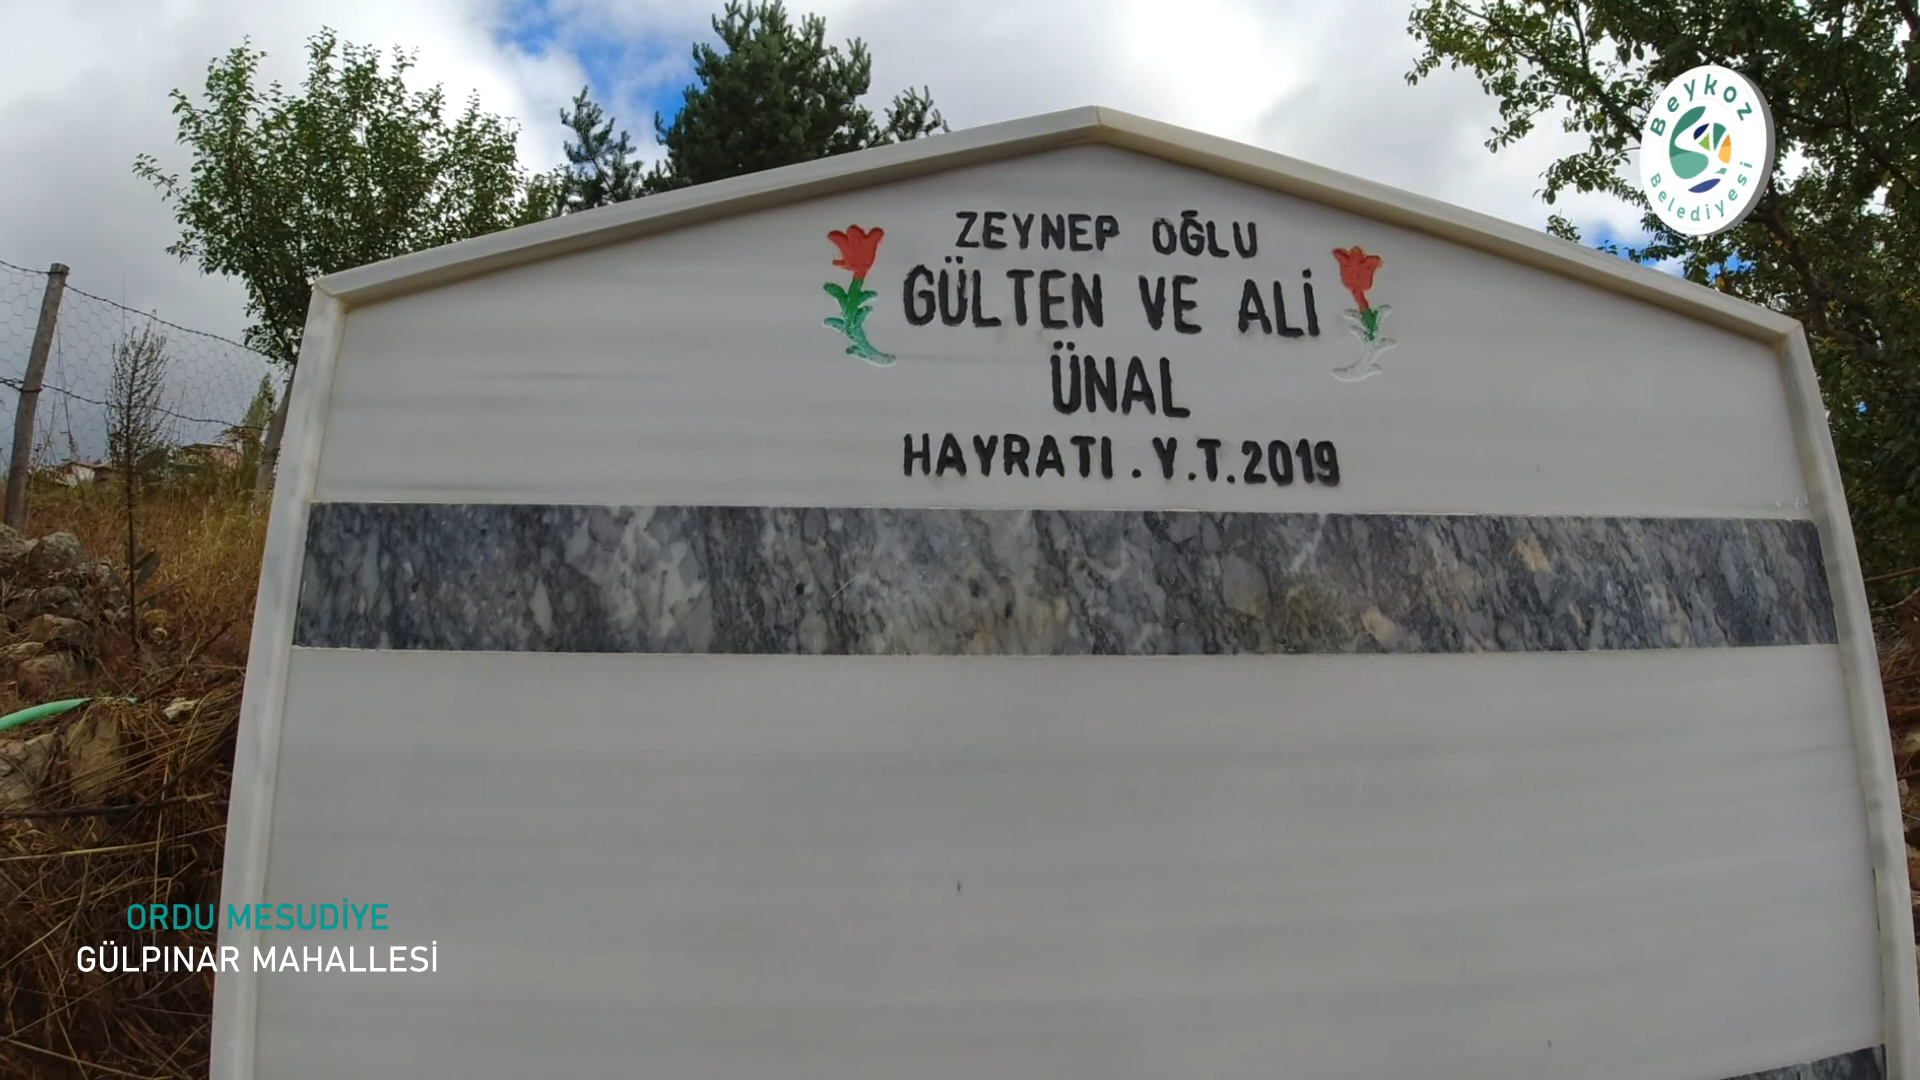 Beykoz
Belediyesi
ZEYNEP OĞLU
GÜLTEN VE ALİ
ÜNAL
HAYRATI . Y.T.2019
ORDU MESUDİYE
GÜLPINAR MAHALLESİ